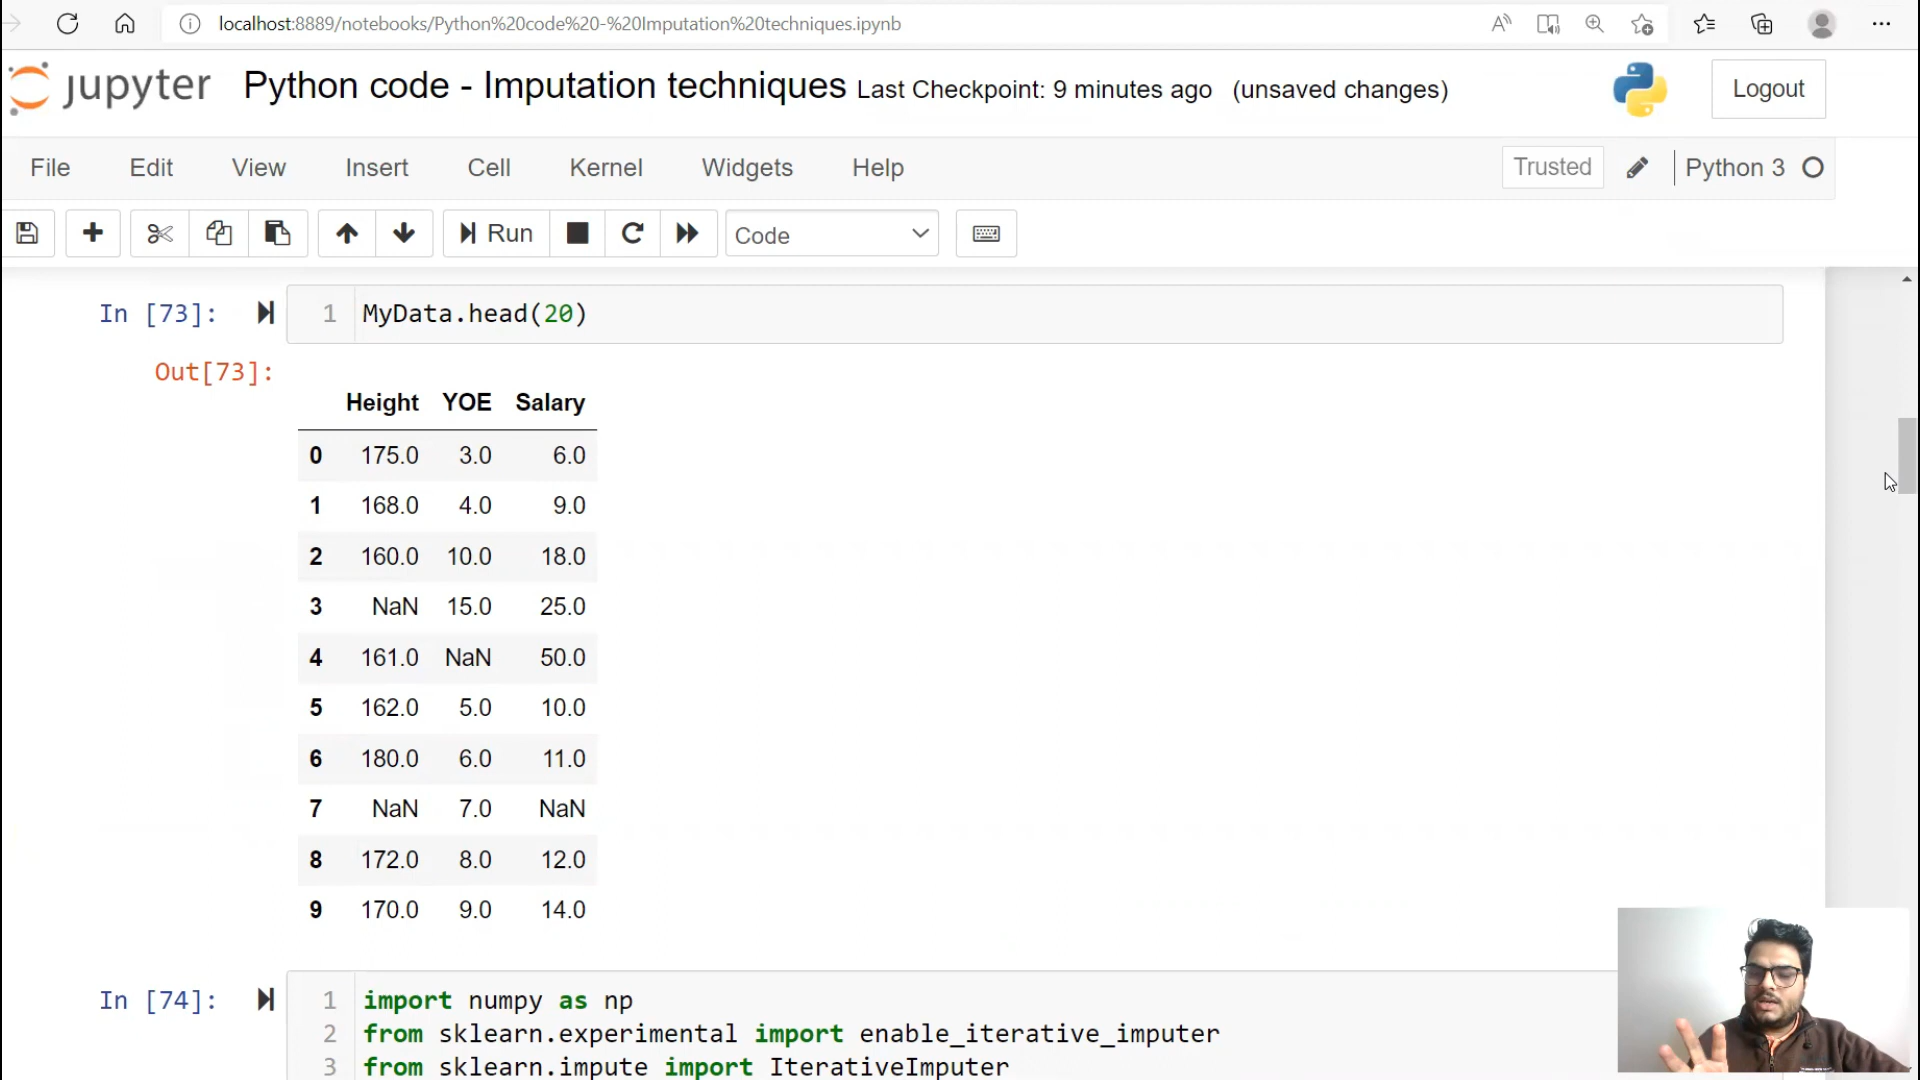 localhost:8889/notebooks/Python%20code%20-%20Imputation%20techniques.ipynb
jupyter Python code - Imputation techniques Last Checkpoint: 9 minutes ago (unsaved changes) Logout
File Edit View Insert Cell Kernel Widgets Help Trusted Python 3
Run Code
In [73]: 1 MyData.head(20)
Out[73]:
Height YOE Salary
0 175.0 3.0 6.0
1 168.0 4.0 9.0
2 160.0 10.0 18.0
3 NaN 15.0 25.0
4 161.0 NaN 50.0
5 162.0 5.0 10.0
6 180.0 6.0 11.0
7 NaN 7.0 NaN
8 172.0 8.0 12.0
9 170.0 9.0 14.0
In [74]: 1 import numpy as np
2 from sklearn.experimental import enable_iterative_imputer
3 from sklearn.impute import IterativeImputer